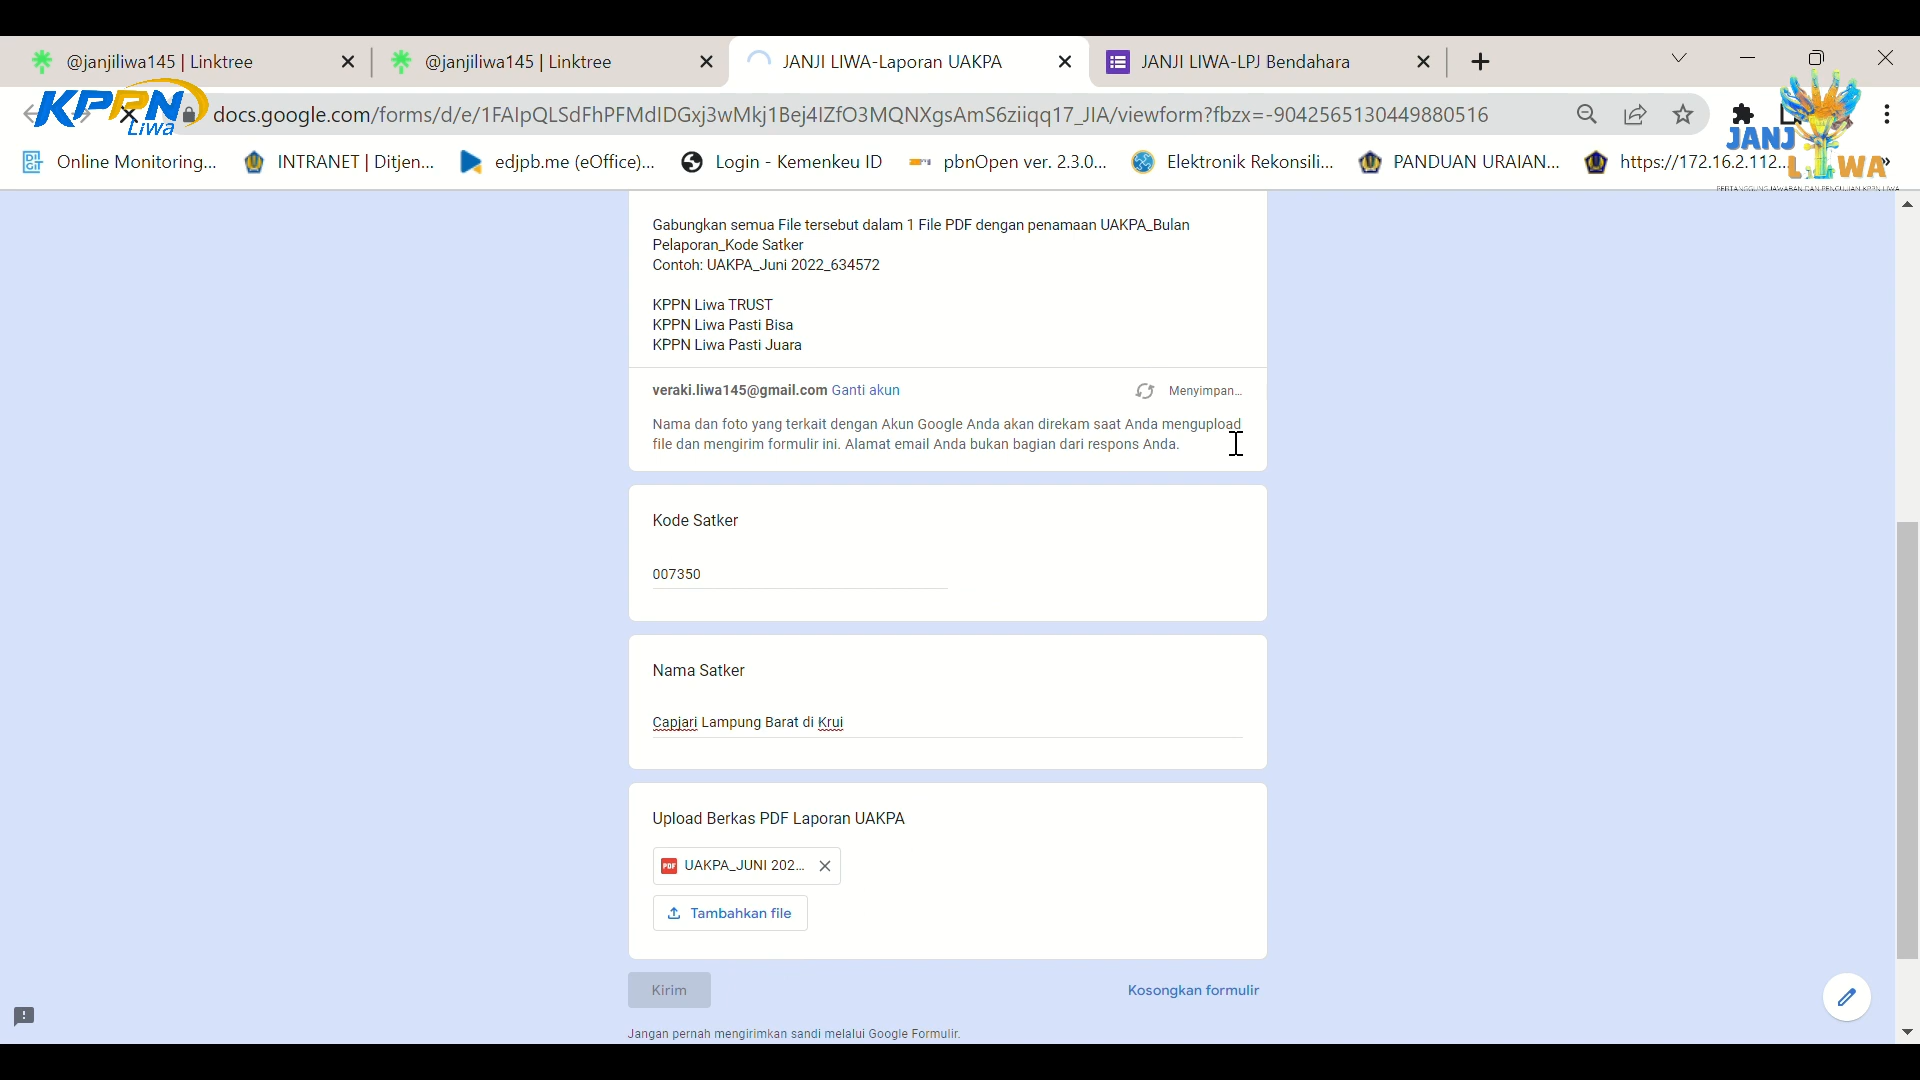 @janjiliwa145 | Linktree
@janjiliwa145 | Linktree
JANJI LIWA-Laporan UAKPA
JANJI LIWA-LPJ Bendahara
KPPN
Liwa
docs.google.com/forms/d/e/1FAIpQLSdFhPFMdIDGxj3wMkj1Bej4IZfO3MQNXgsAmS6ziiqq17_JIA/viewform?fbzx=-9042565130449880516
JANJI
LIWA
PERTANGGUNGJAWABAN DAN PENGUJIAN KPPN LIWA
Online Monitoring...
INTRANET | Ditjen...
edjpb.me (eOffice)...
Login - Kemenkeu ID
pbnOpen ver. 2.3.0...
Elektronik Rekonsili...
PANDUAN URAIAN...
https://172.16.2.112...
Gabungkan semua File tersebut dalam 1 File PDF dengan penamaan UAKPA_Bulan
Pelaporan_Kode Satker
Contoh: UAKPA_Juni 2022_634572
KPPN Liwa TRUST
KPPN Liwa Pasti Bisa
KPPN Liwa Pasti Juara
veraki.liwa145@gmail.com Ganti akun
Menyimpan...
Nama dan foto yang terkait dengan Akun Google Anda akan direkam saat Anda mengupload
file dan mengirim formulir ini. Alamat email Anda bukan bagian dari respons Anda.
Kode Satker
007350
Nama Satker
Capjari Lampung Barat di Krui
Upload Berkas PDF Laporan UAKPA
PDF UAKPA_JUNI 202...
Tambahkan file
Kirim
Kosongkan formulir
Jangan pernah mengirimkan sandi melalui Google Formulir.